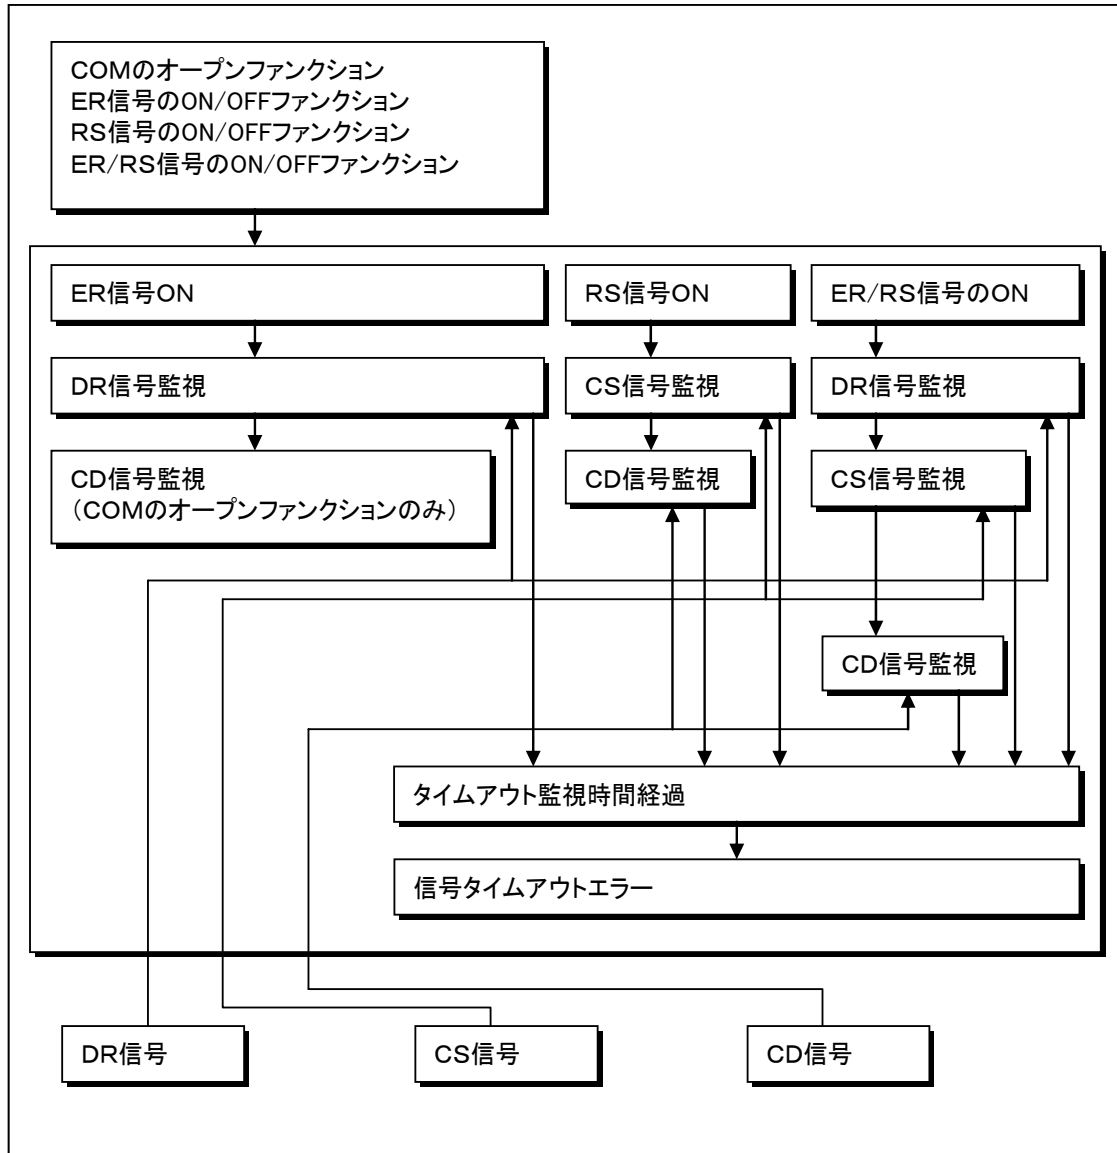 COMのオープンファンクション
ER信号のON/OFFファンクション
RS信号のON/OFFファンクション
ER/RS信号のON/OFFファンクション
ER信号ON
RS信号ON
ER/RS信号のON
DR信号監視
CS信号監視
DR信号監視
CD信号監視
（COMのオープンファンクションのみ）
CD信号監視
CS信号監視
CD信号監視
タイムアウト監視時間経過
信号タイムアウトエラー
DR信号
CS信号
CD信号